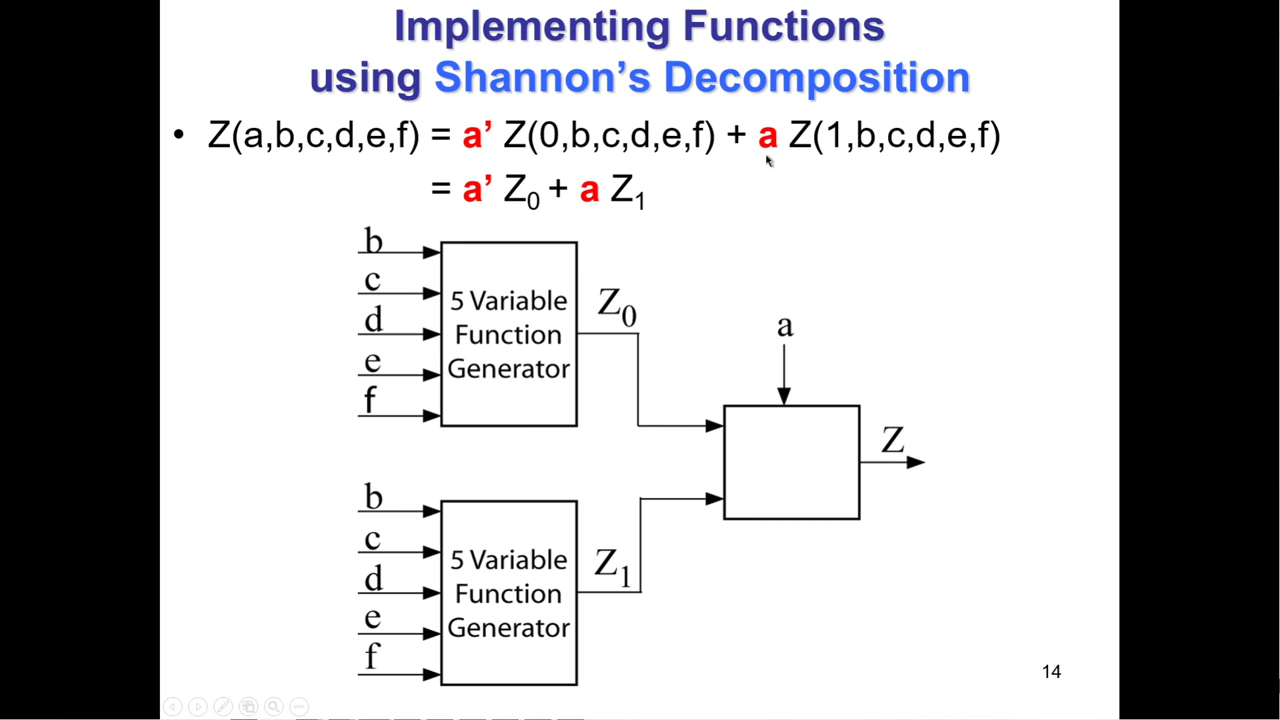 Implementing Functions
using Shannon's Decomposition
• Z(a,b,c,d,e,f) = a’ Z(0,b,c,d,e,f) + a Z(1,b,c,d,e,f)
= a’ Z₀ + a Z₁
b
c
d
e
f
5 Variable
Function
Generator
Z₀
a
Z
b
c
d
e
f
5 Variable
Function
Generator
Z₁
14